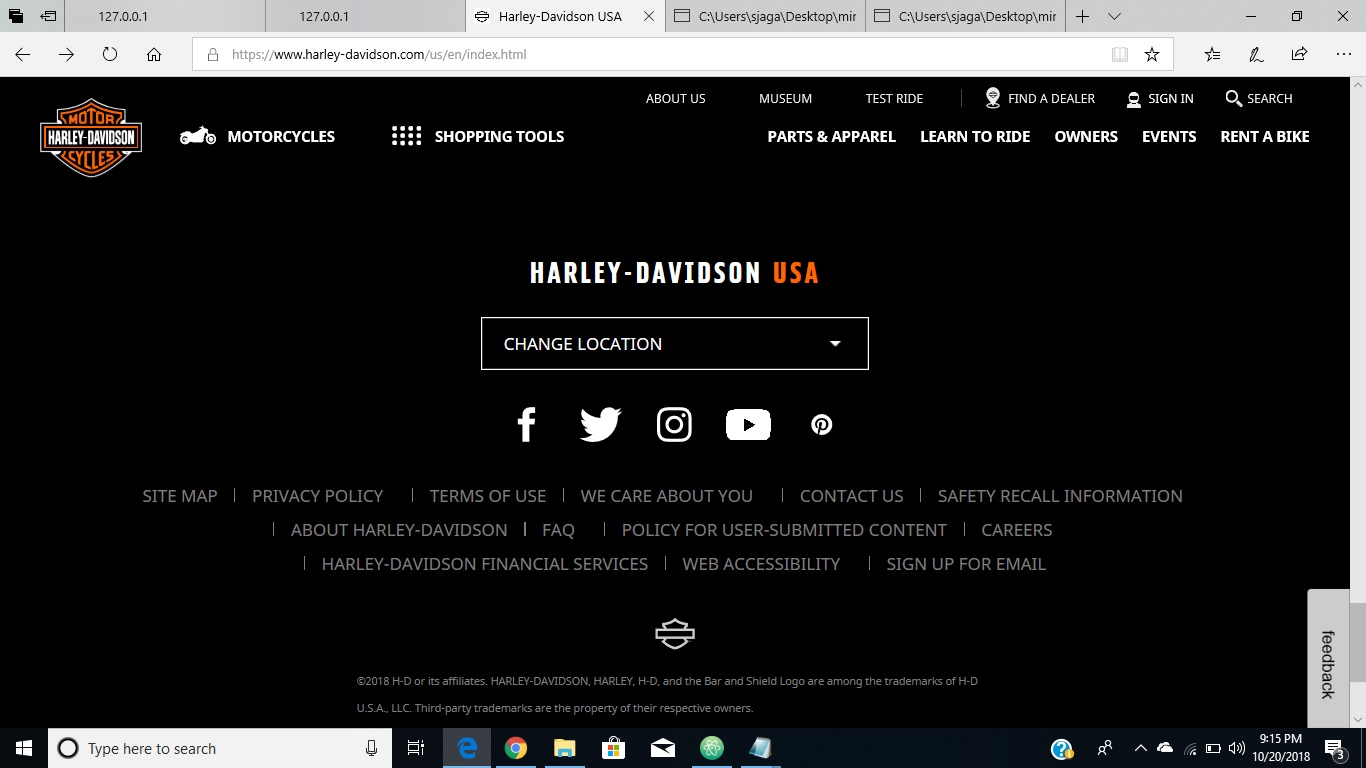 127.0.0.1
127.0.0.1
Harley-Davidson USA
C:\Users\sjaga\Desktop\mir
C:\Users\sjaga\Desktop\mir
https://www.harley-davidson.com/us/en/index.html
ABOUT US MUSEUM TEST RIDE FIND A DEALER SIGN IN SEARCH
MOTOR
HARLEY-DAVIDSON
CYCLES
MOTORCYCLES SHOPPING TOOLS PARTS & APPAREL LEARN TO RIDE OWNERS EVENTS RENT A BIKE
HARLEY-DAVIDSON USA
CHANGE LOCATION
SITE MAP | PRIVACY POLICY | TERMS OF USE | WE CARE ABOUT YOU | CONTACT US | SAFETY RECALL INFORMATION
| ABOUT HARLEY-DAVIDSON | FAQ | POLICY FOR USER-SUBMITTED CONTENT | CAREERS
| HARLEY-DAVIDSON FINANCIAL SERVICES | WEB ACCESSIBILITY | SIGN UP FOR EMAIL
feedback
©2018 H-D or its affiliates. HARLEY-DAVIDSON, HARLEY, H-D, and the Bar and Shield Logo are among the trademarks of H-D
U.S.A., LLC. Third-party trademarks are the property of their respective owners.
Type here to search
9:15 PM
10/20/2018
3